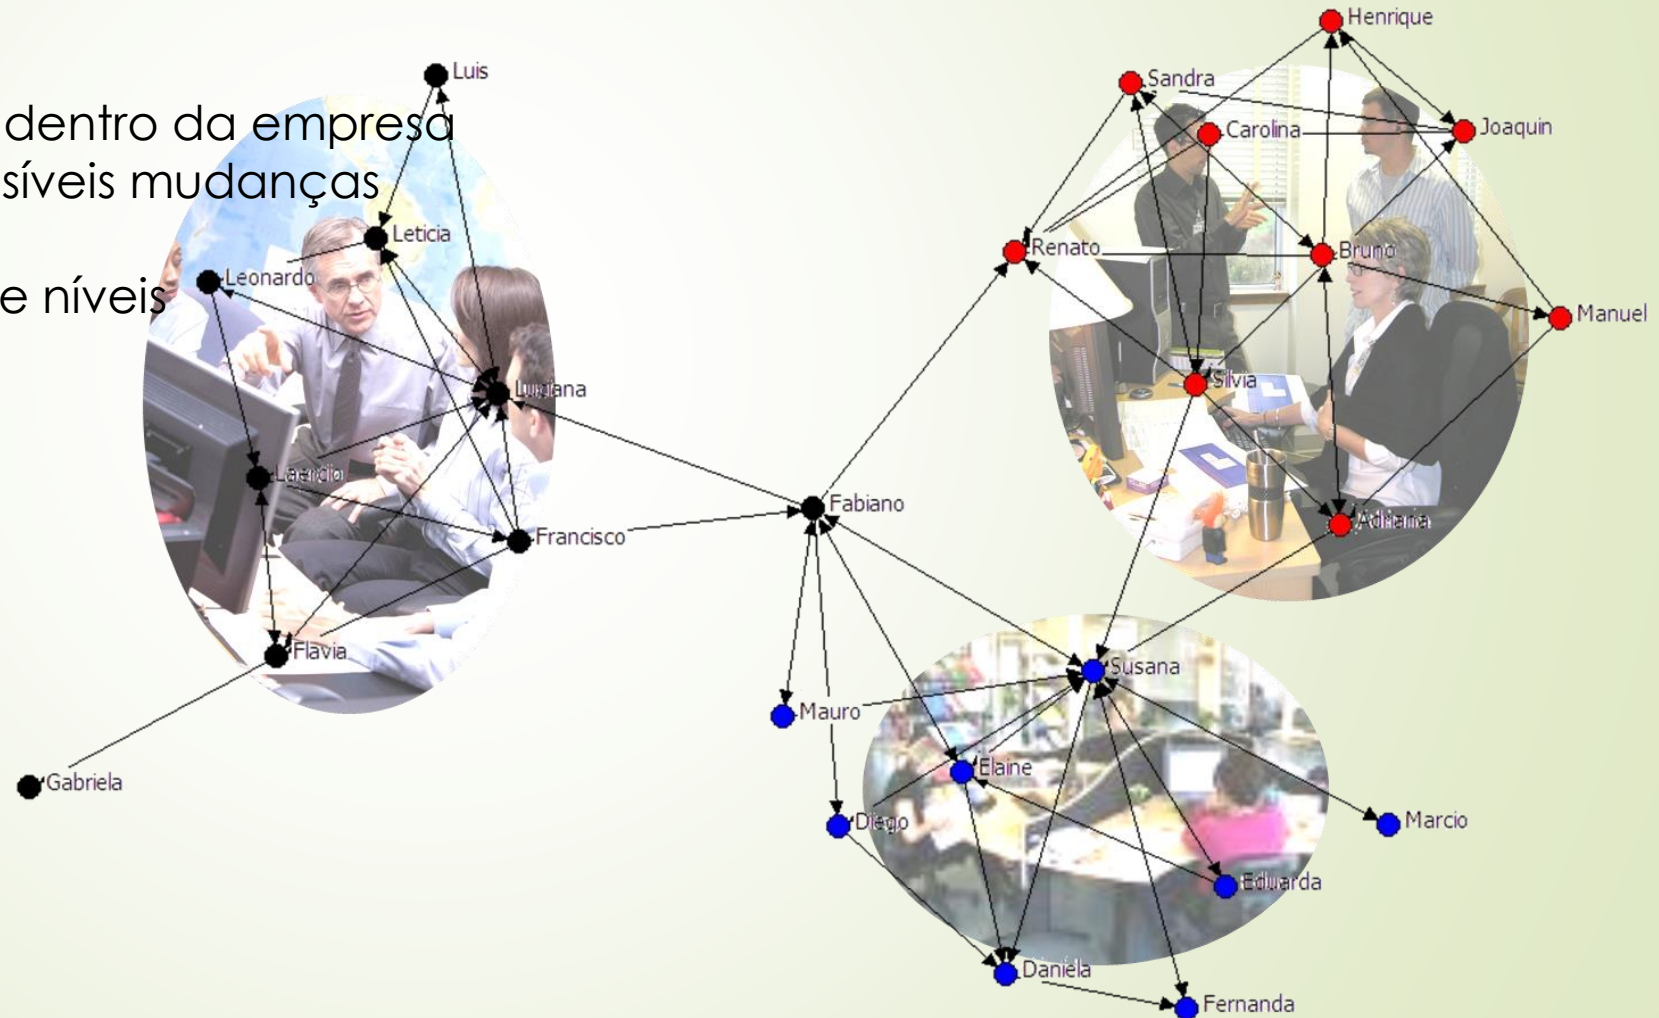 dentro da empresa
síveis mudanças
e níveis
Luis
Leticia
Leonardo
Luciana
Laercio
Francisco
Flavia
Gabriela
Fabiano
Henrique
Sandra
Carolina
Joaquin
Renato
Bruno
Manuel
Silvia
Adriana
Susana
Mauro
Elaine
Diego
Marcio
Eduarda
Daniela
Fernanda